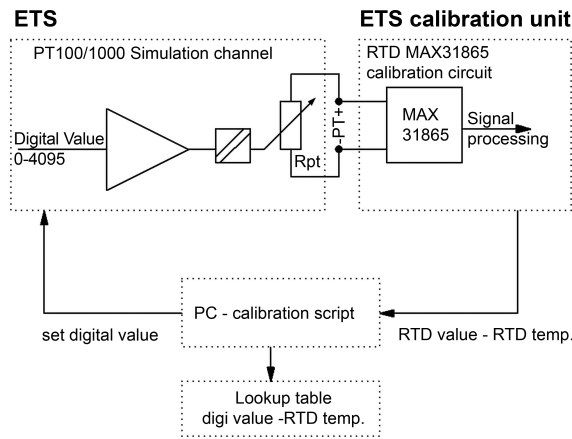 ETS
ETS calibration unit
PT100/1000 Simulation channel
RTD MAX31865
calibration circuit
Digital Value
0-4095
Rpt
-PT+
MAX
31865
Signal
processing
set digital value
PC - calibration script
RTD value - RTD temp.
Lookup table
digi value -RTD temp.